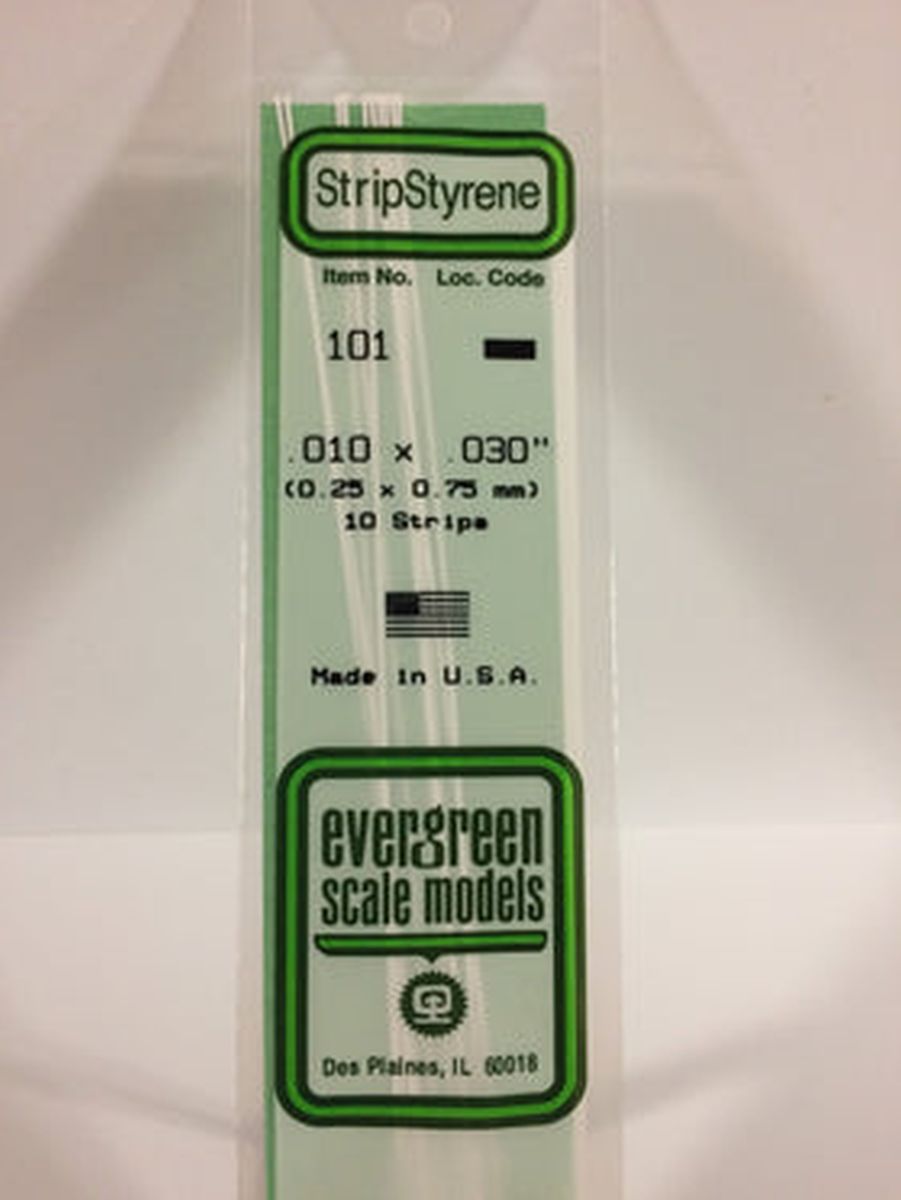 StripStyrene
Item No. Loc. Code
101
.010 x .030"
(0.25 x 0.75 mm)
10 Strips
Made in U.S.A.
evergreen
scale models
Des Plaines, IL 60018